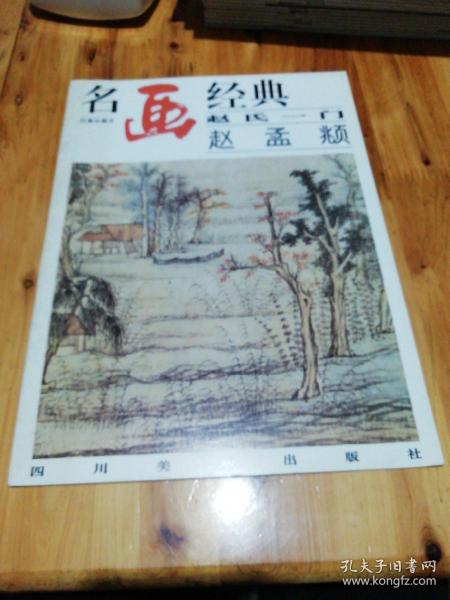 名画经典
赵氏一门
赵孟頫
四川美 出版社
孔夫子旧书网
www.kongfz.com